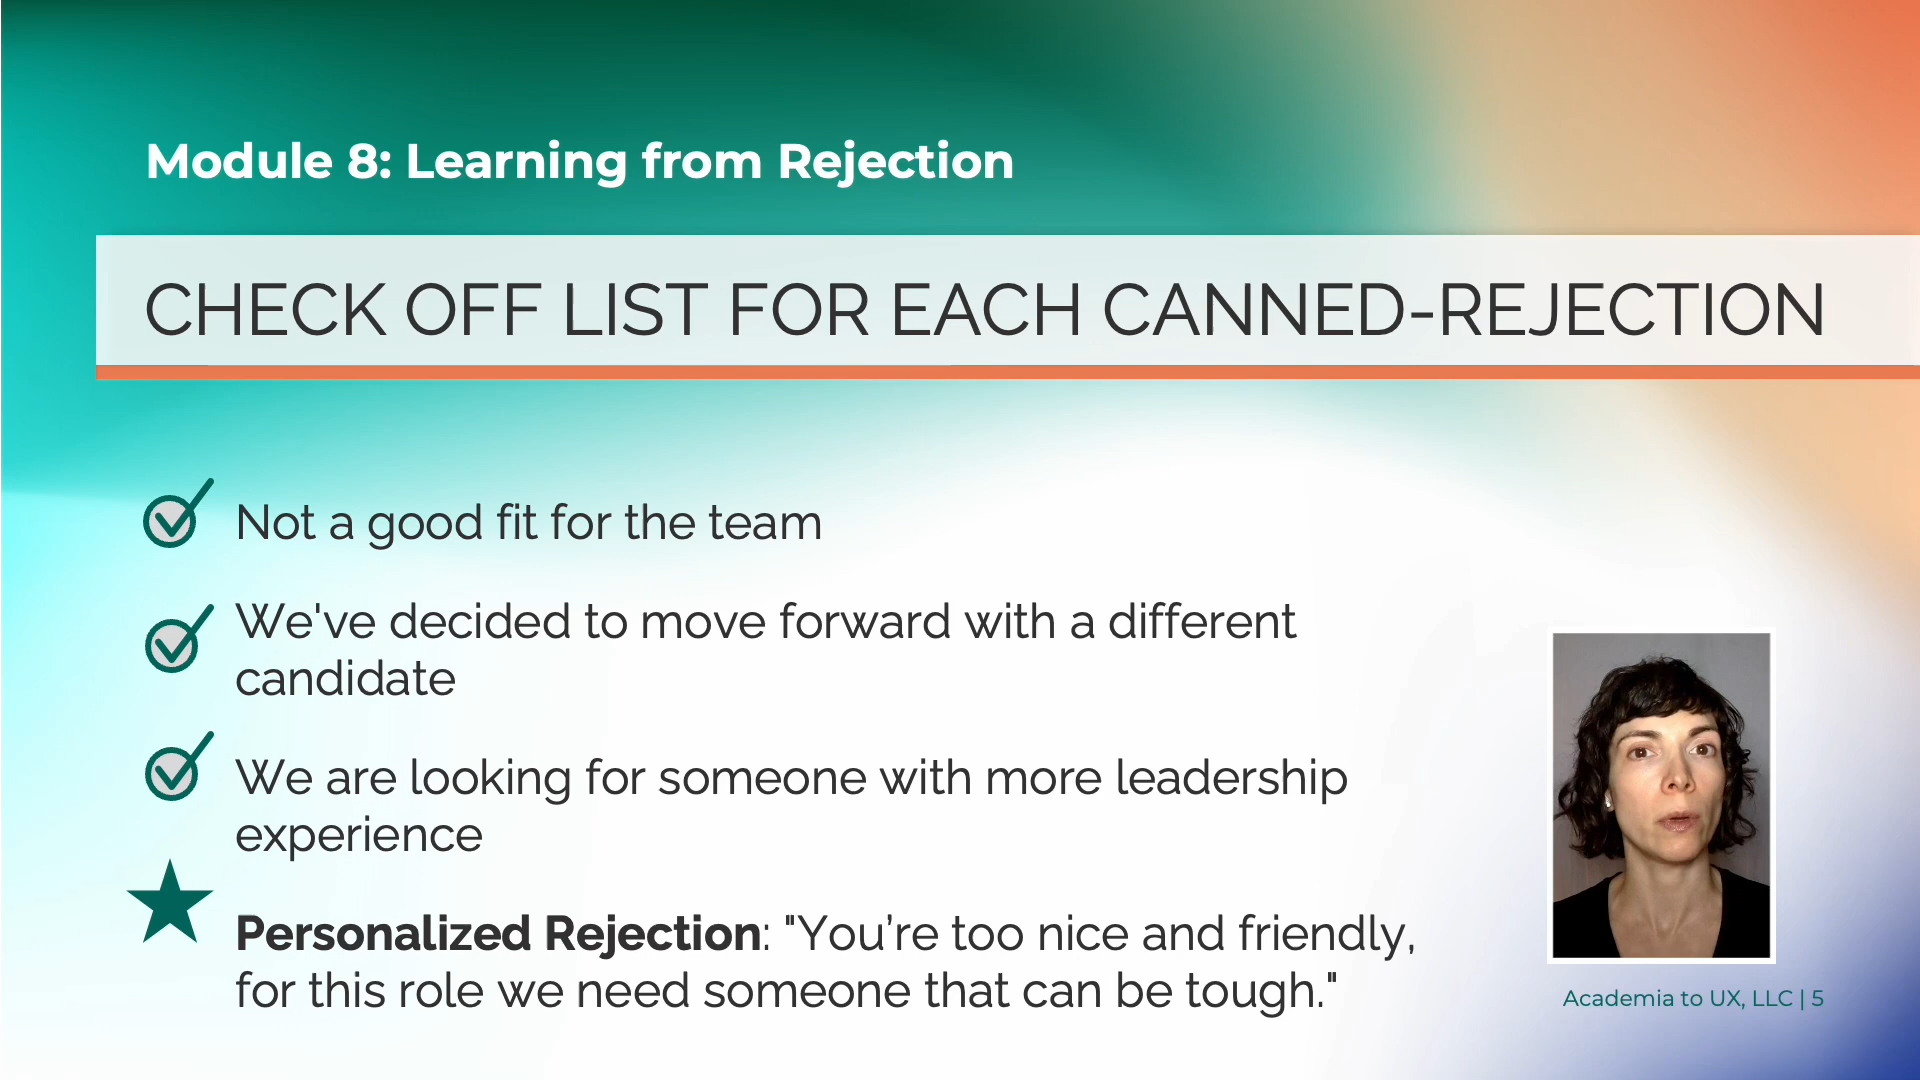 Module 8: Learning from Rejection
CHECK OFF LIST FOR EACH CANNED-REJECTION
Not a good fit for the team
We've decided to move forward with a different
candidate
We are looking for someone with more leadership
experience
Personalized Rejection: "You’re too nice and friendly,
for this role we need someone that can be tough."
Academia to UX, LLC | 5